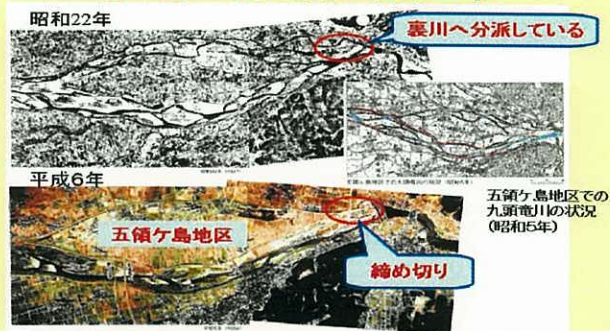 昭和22年
裏川へ分派している
平成6年
五領ケ島地区での
九頭竜川の状況
(昭和5年)
五領ケ島地区
締め切り